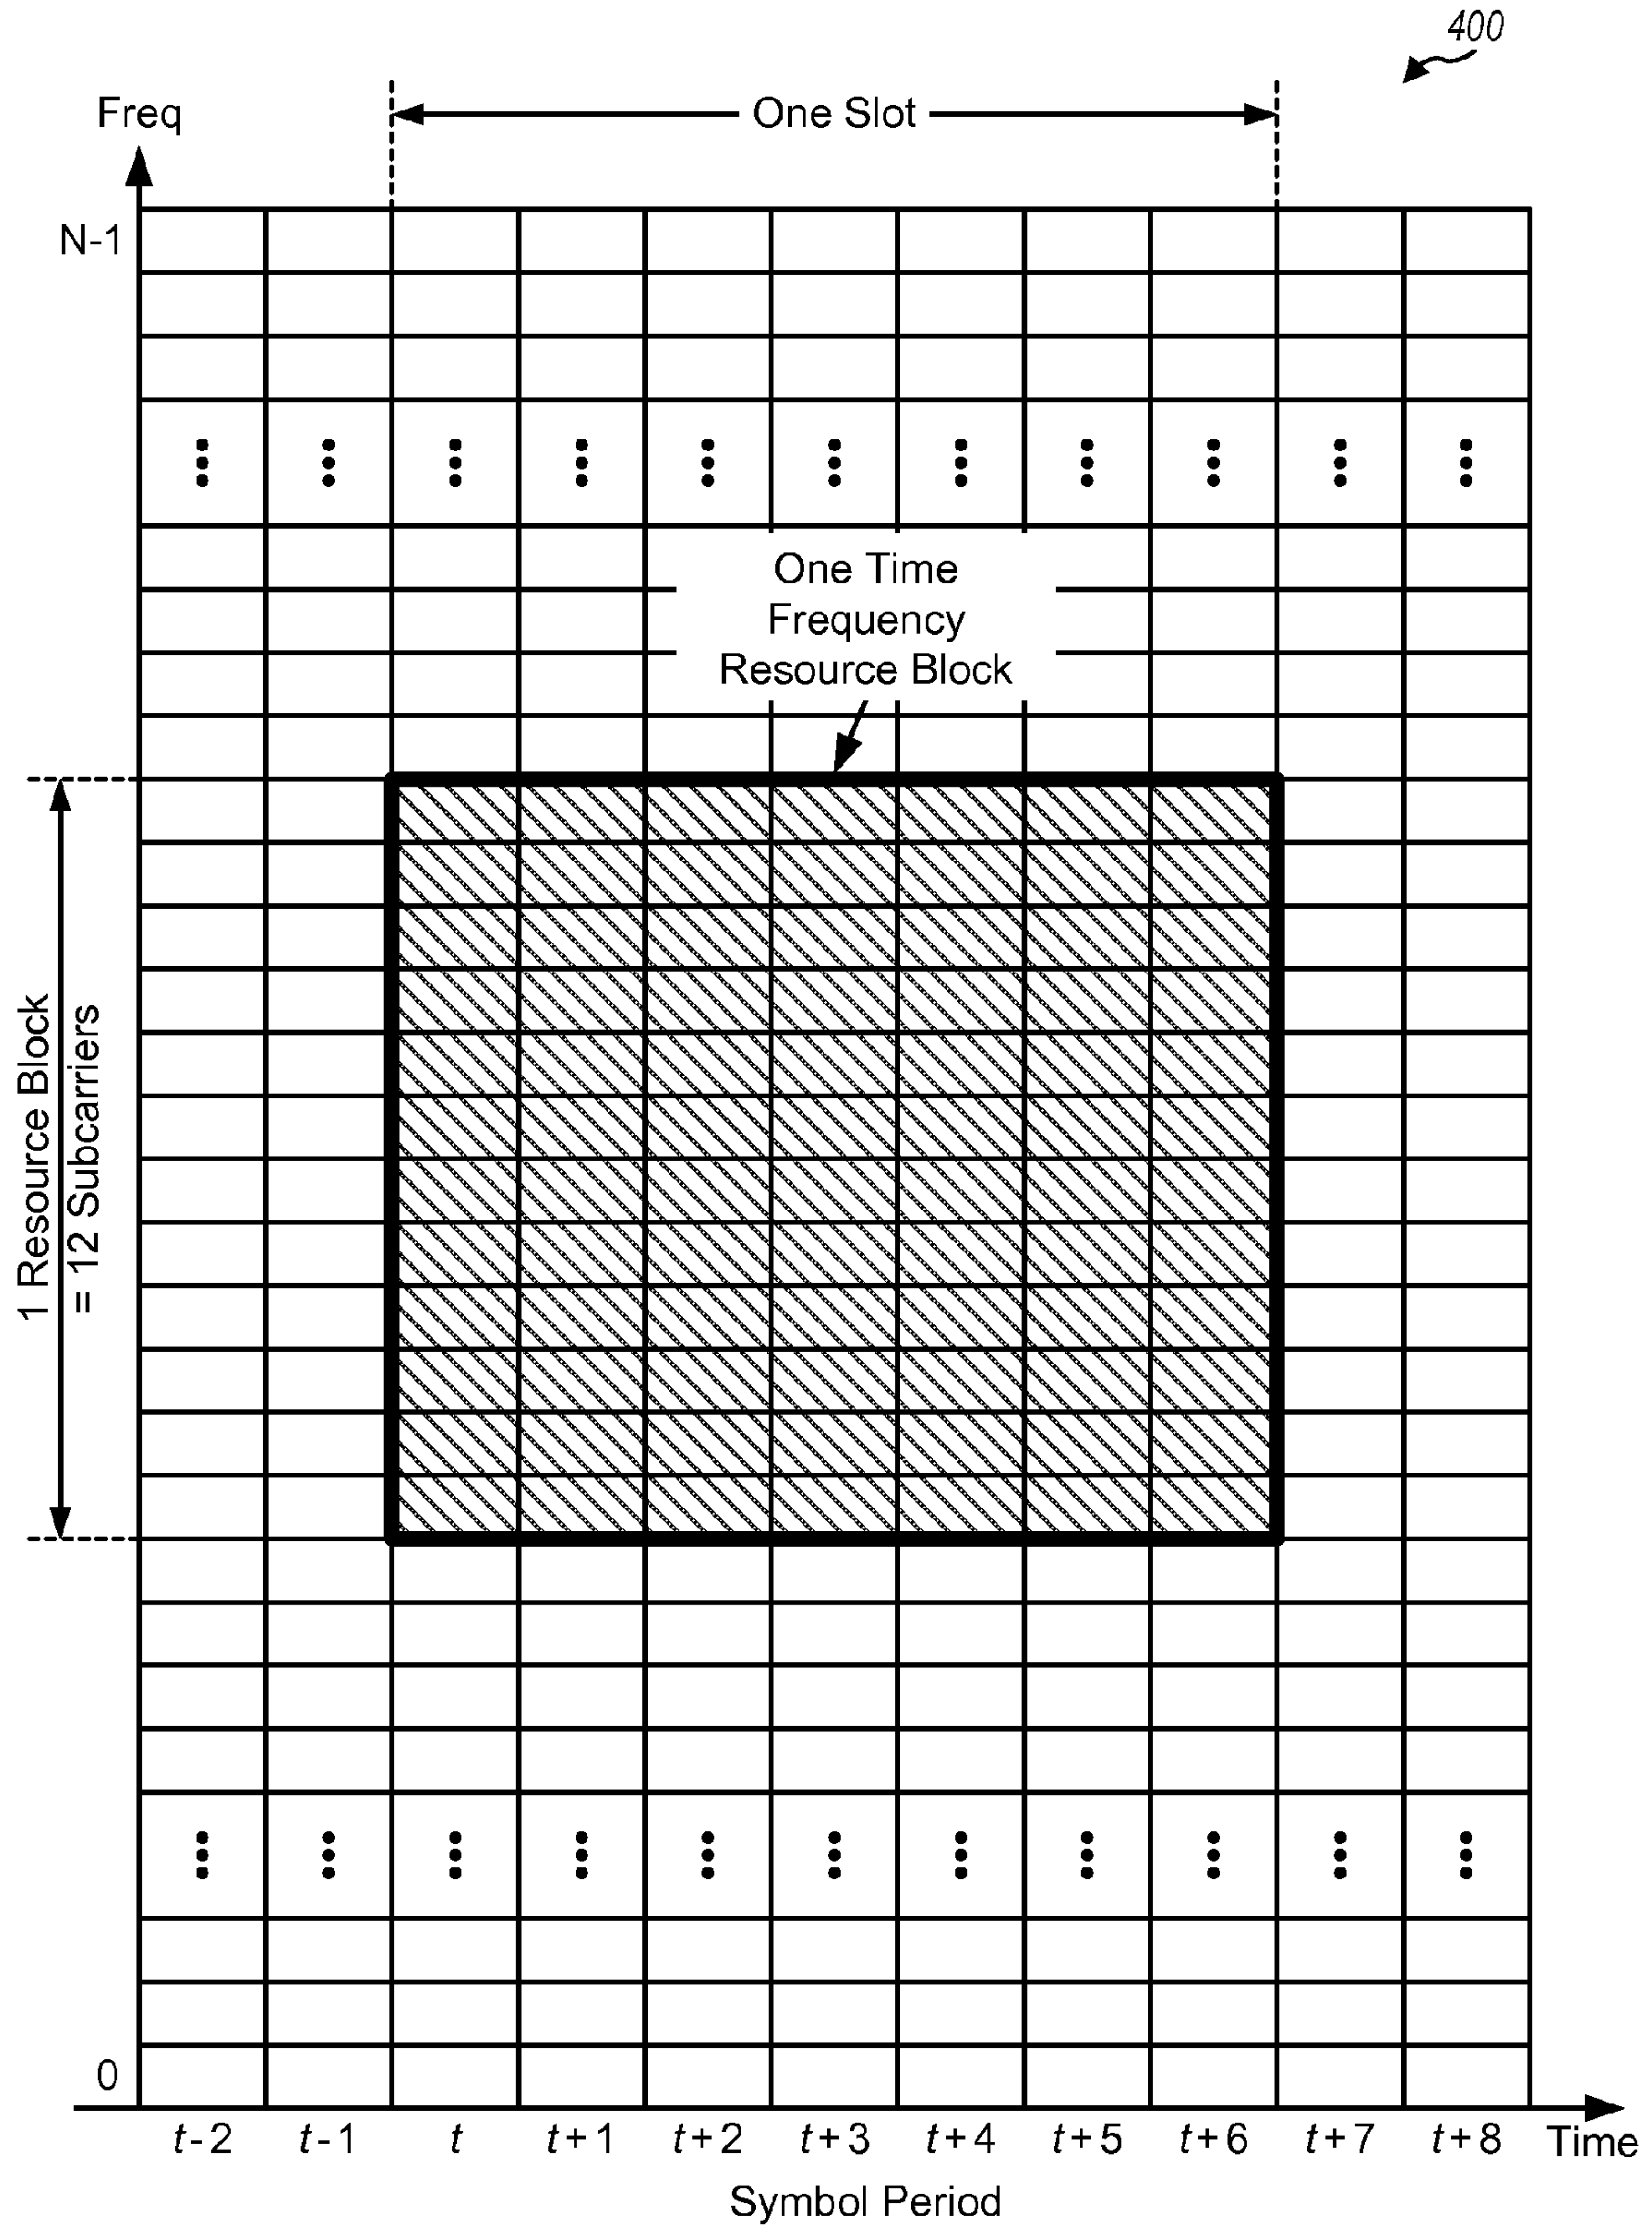 400
Freq
One Slot
N-1
One Time
Frequency
Resource Block
1 Resource Block
= 12 Subcarriers
0
t-2 t-1 t t+1 t+2 t+3 t+4 t+5 t+6 t+7 t+8 Time
Symbol Period